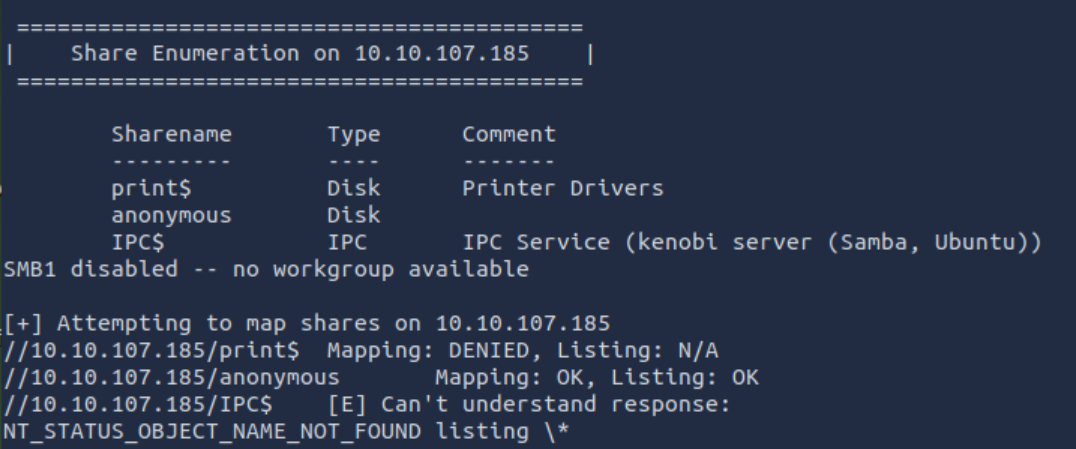 ==========================================
| Share Enumeration on 10.10.107.185 |
==========================================
Sharename Type Comment
--------- ---- -------
print$ Disk Printer Drivers
anonymous Disk
IPC$ IPC IPC Service (kenobi server (Samba, Ubuntu))
SMB1 disabled -- no workgroup available
[+] Attempting to map shares on 10.10.107.185
//10.10.107.185/print$ Mapping: DENIED, Listing: N/A
//10.10.107.185/anonymous Mapping: OK, Listing: OK
//10.10.107.185/IPC$ [E] Can't understand response:
NT_STATUS_OBJECT_NAME_NOT_FOUND listing \*